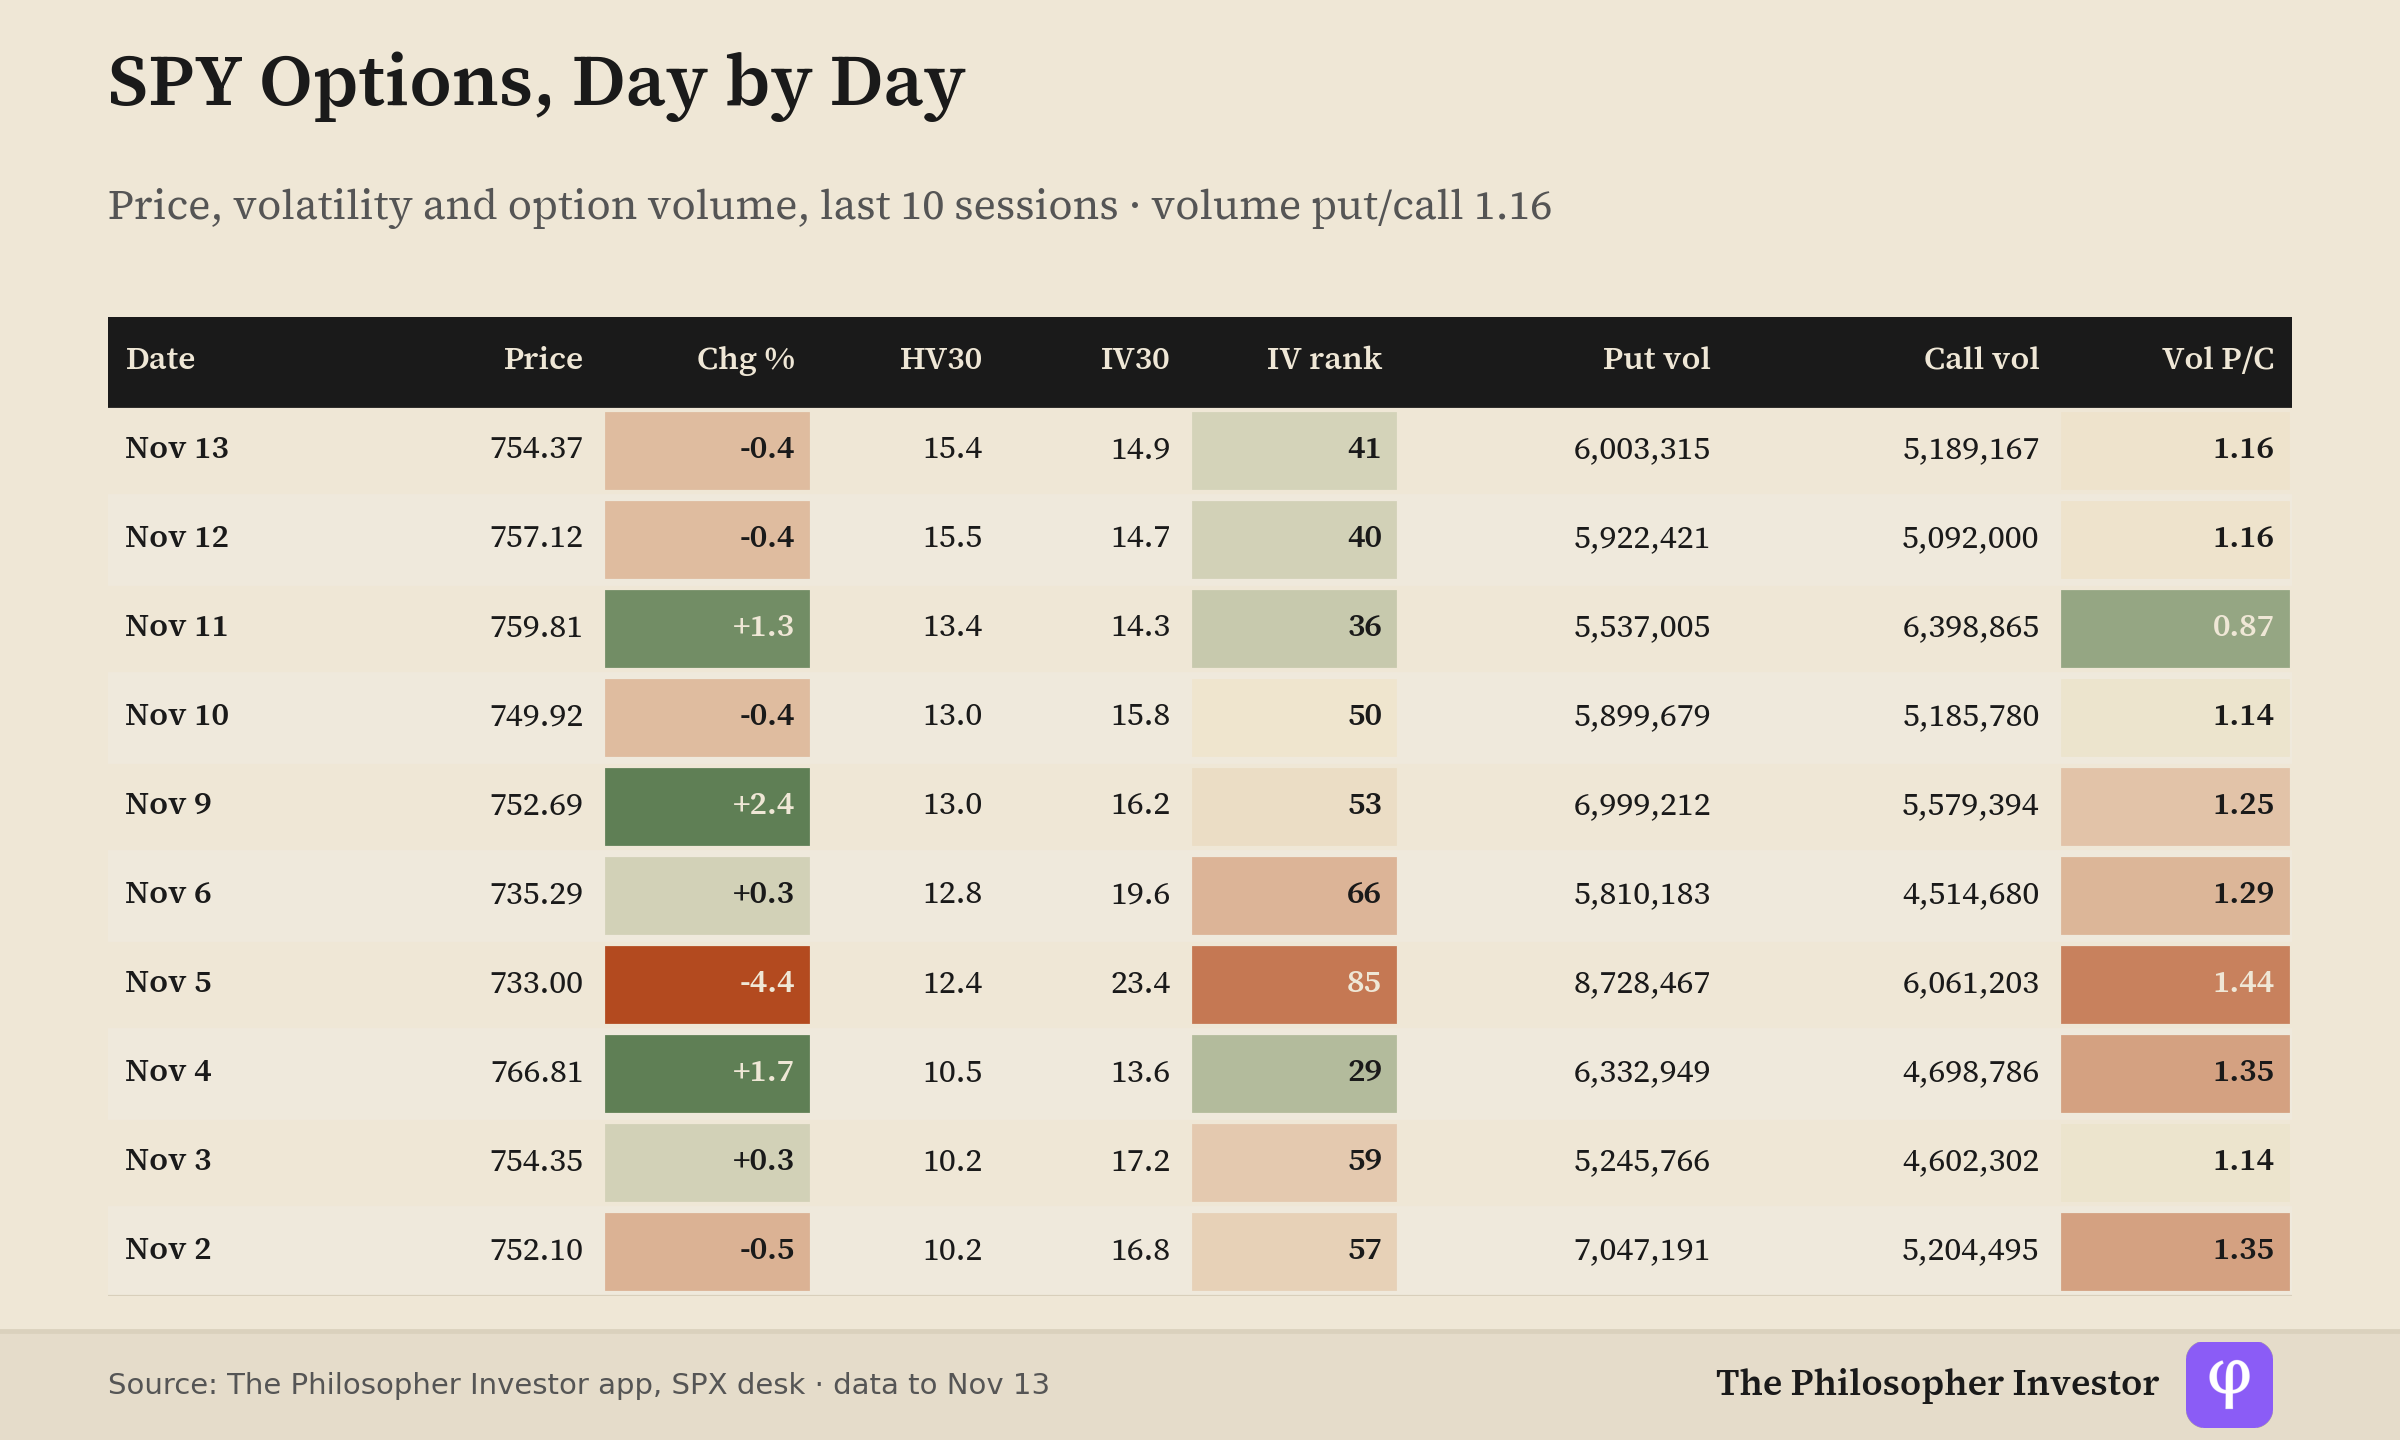 SPY Options, Day by Day
Price, volatility and option volume, last 10 sessions · volume put/call 1.16
Date Price Chg % HV30 IV30 IV rank Put vol Call vol Vol P/C
Nov 13 754.37 -0.4 15.4 14.9 41 6,003,315 5,189,167 1.16
Nov 12 757.12 -0.4 15.5 14.7 40 5,922,421 5,092,000 1.16
Nov 11 759.81 +1.3 13.4 14.3 36 5,537,005 6,398,865 0.87
Nov 10 749.92 -0.4 13.0 15.8 50 5,899,679 5,185,780 1.14
Nov 9 752.69 +2.4 13.0 16.2 53 6,999,212 5,579,394 1.25
Nov 6 735.29 +0.3 12.8 19.6 66 5,810,183 4,514,680 1.29
Nov 5 733.00 -4.4 12.4 23.4 85 8,728,467 6,061,203 1.44
Nov 4 766.81 +1.7 10.5 13.6 29 6,332,949 4,698,786 1.35
Nov 3 754.35 +0.3 10.2 17.2 59 5,245,766 4,602,302 1.14
Nov 2 752.10 -0.5 10.2 16.8 57 7,047,191 5,204,495 1.35
Source: The Philosopher Investor app, SPX desk · data to Nov 13
The Philosopher Investor φ